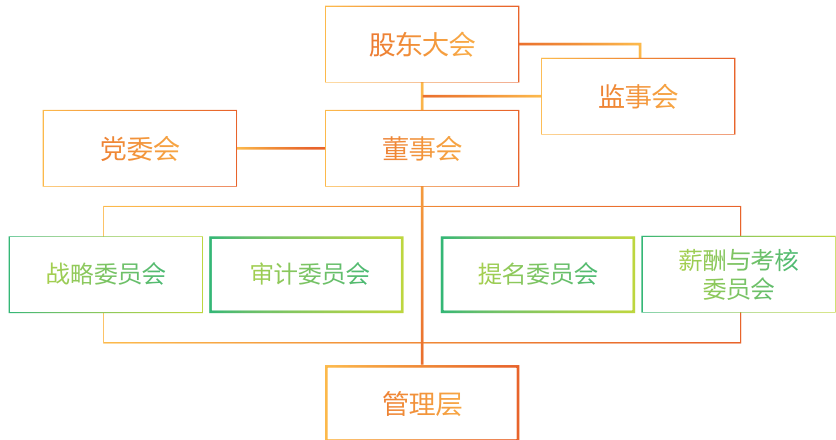 股东大会
监事会
党委会
董事会
战略委员会
审计委员会
提名委员会
薪酬与考核
委员会
管理层